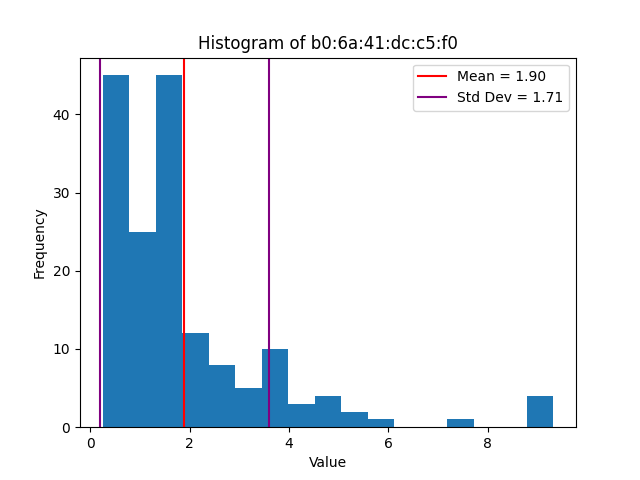 Histogram of b0:6a:41:dc:c5:f0
Mean = 1.90
Std Dev = 1.71
Frequency
40
30
20
10
0
0 2 4 6 8
Value